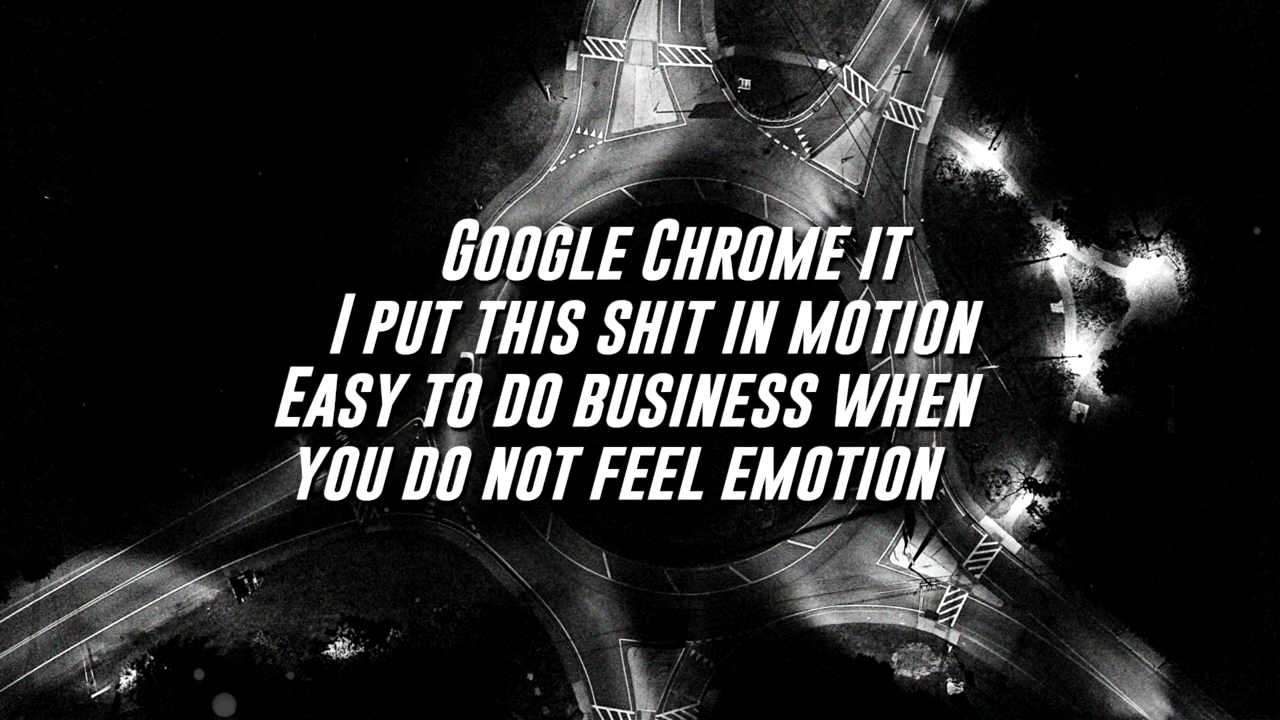 Google Chrome it
I put this shit in motion
Easy to do business when
you do not feel emotion